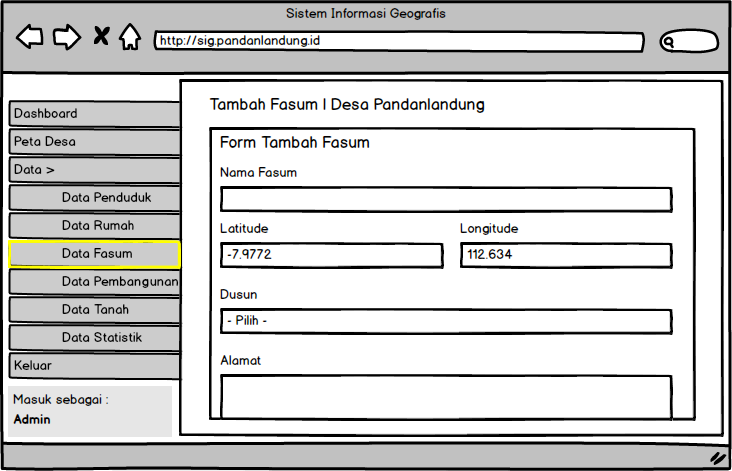 Sistem Informasi Geografis
http://sig.pandanlandung.id
Dashboard
Peta Desa
Data >
Data Penduduk
Data Rumah
Data Fasum
Data Pembangunan
Data Tanah
Data Statistik
Keluar
Masuk sebagai :
Admin
Tambah Fasum | Desa Pandanlandung
Form Tambah Fasum
Nama Fasum
Latitude
Longitude
-7.9772
112.634
Dusun
- Pilih -
Alamat